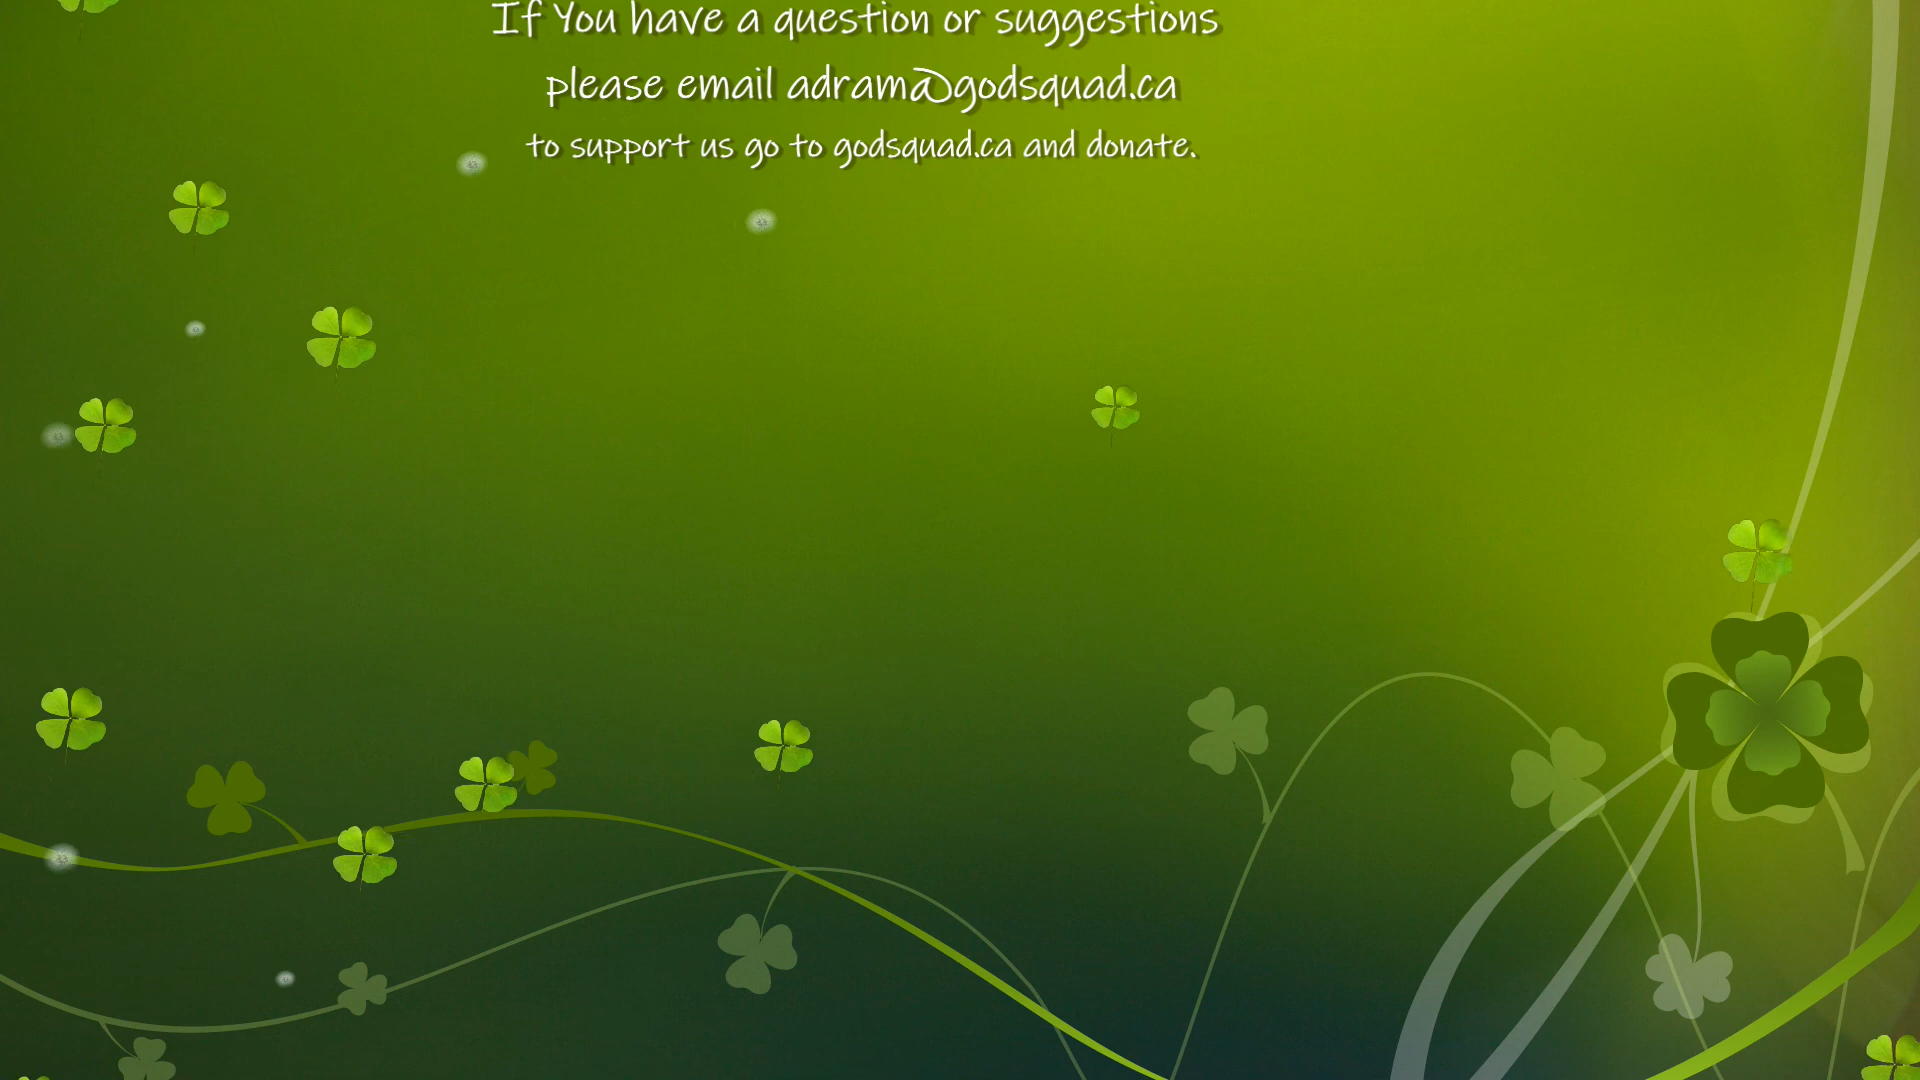 If You have a question or suggestions
please email adram@godsquad.ca
to support us go to godsquad.ca and donate.